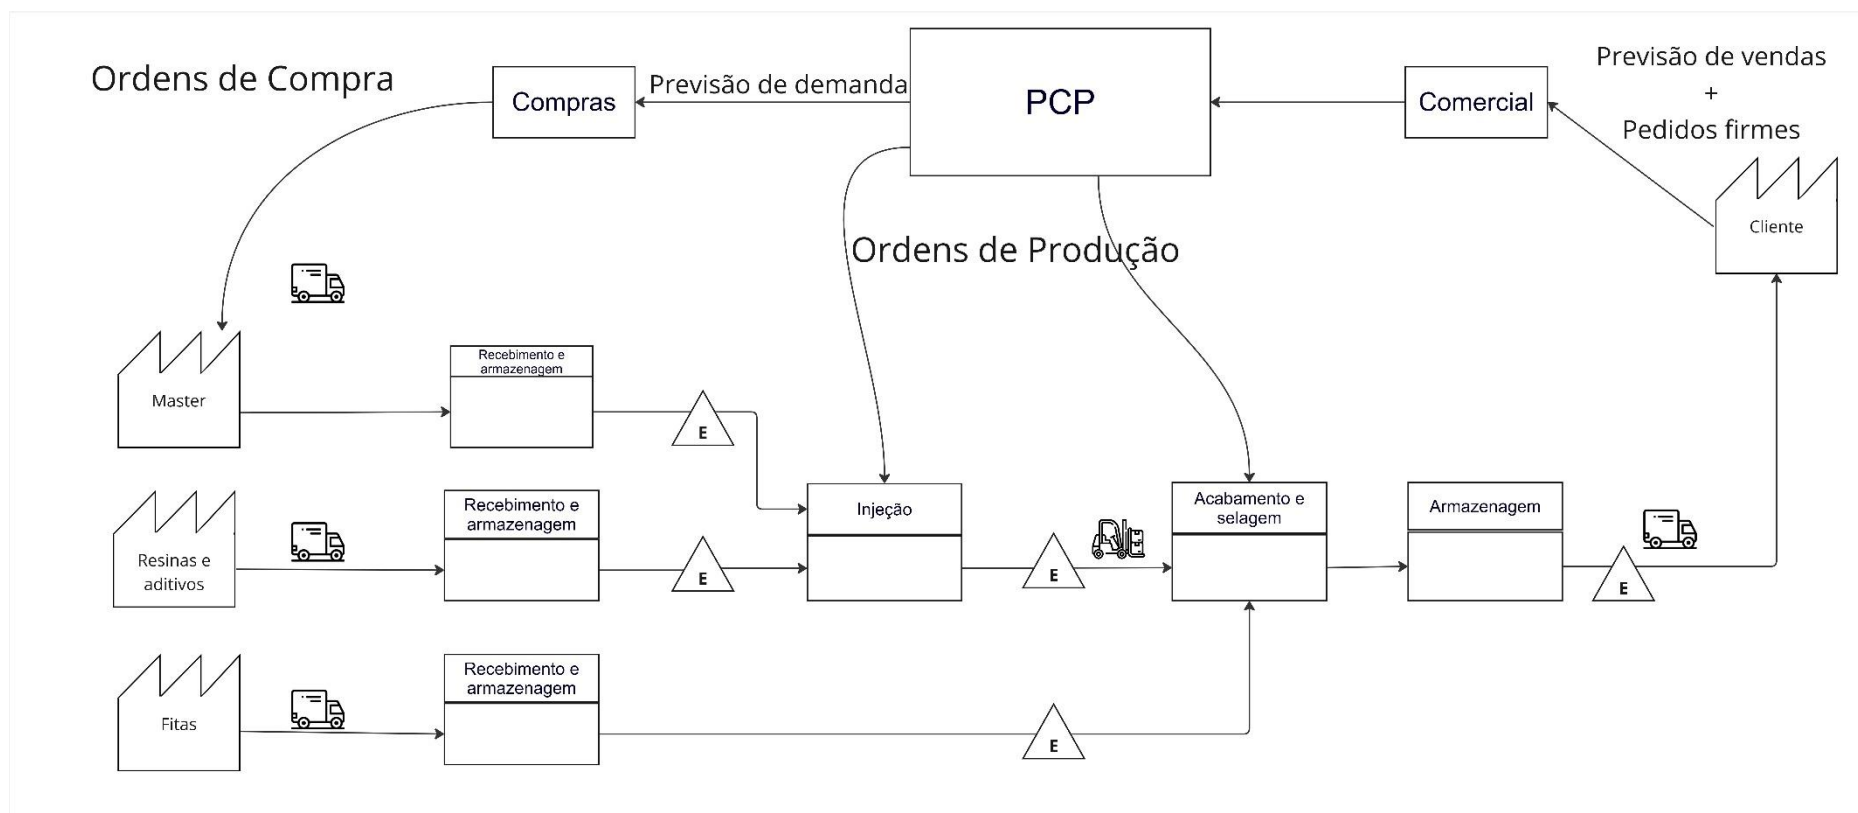 Ordens de Compra
Compras
Previsão de demanda
PCP
Comercial
Previsão de vendas
+
Pedidos firmes
Cliente
Ordens de Produção
Master
Recebimento e
armazenagem
E
Resinas e
aditivos
Recebimento e
armazenagem
E
Injeção
E
Acabamento e
selagem
Armazenagem
E
Fitas
Recebimento e
armazenagem
E